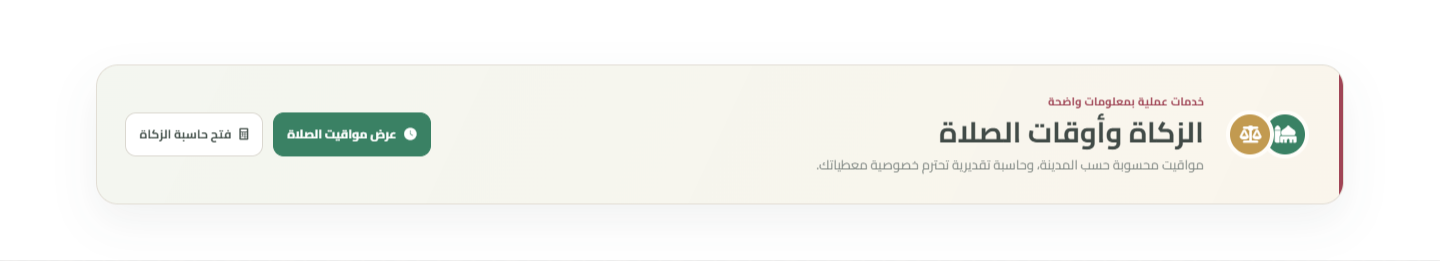 خدمات عملية بمعلومات واضحة
الزكاة وأوقات الصلاة
مواقيت محسوبة حسب المدينة، وحاسبة تقديرية تحترم خصوصية معطياتك.
عرض مواقيت الصلاة
فتح حاسبة الزكاة